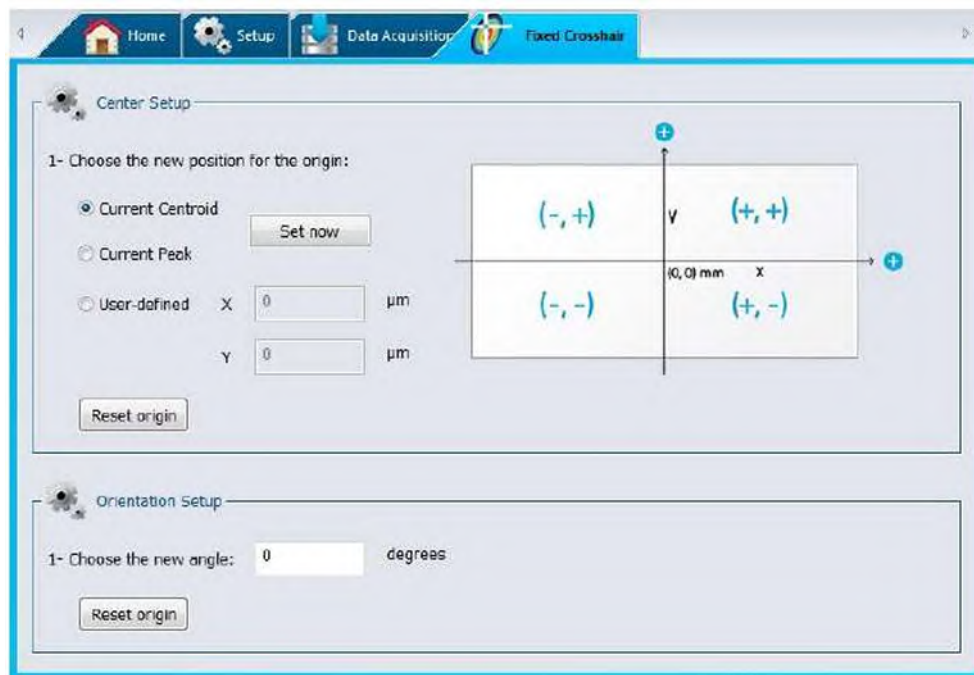 Home
Setup
Data Acquisition
Fixed Crosshair
Center Setup
1- Choose the new position for the origin:
Current Centroid
Set now
Current Peak
User-defined X 0 µm
Y 0 µm
Reset origin
(-, +)
y
(+, +)
(0, 0) mm x
(-, -)
(+, -)
Orientation Setup
1- Choose the new angle: 0 degrees
Reset origin